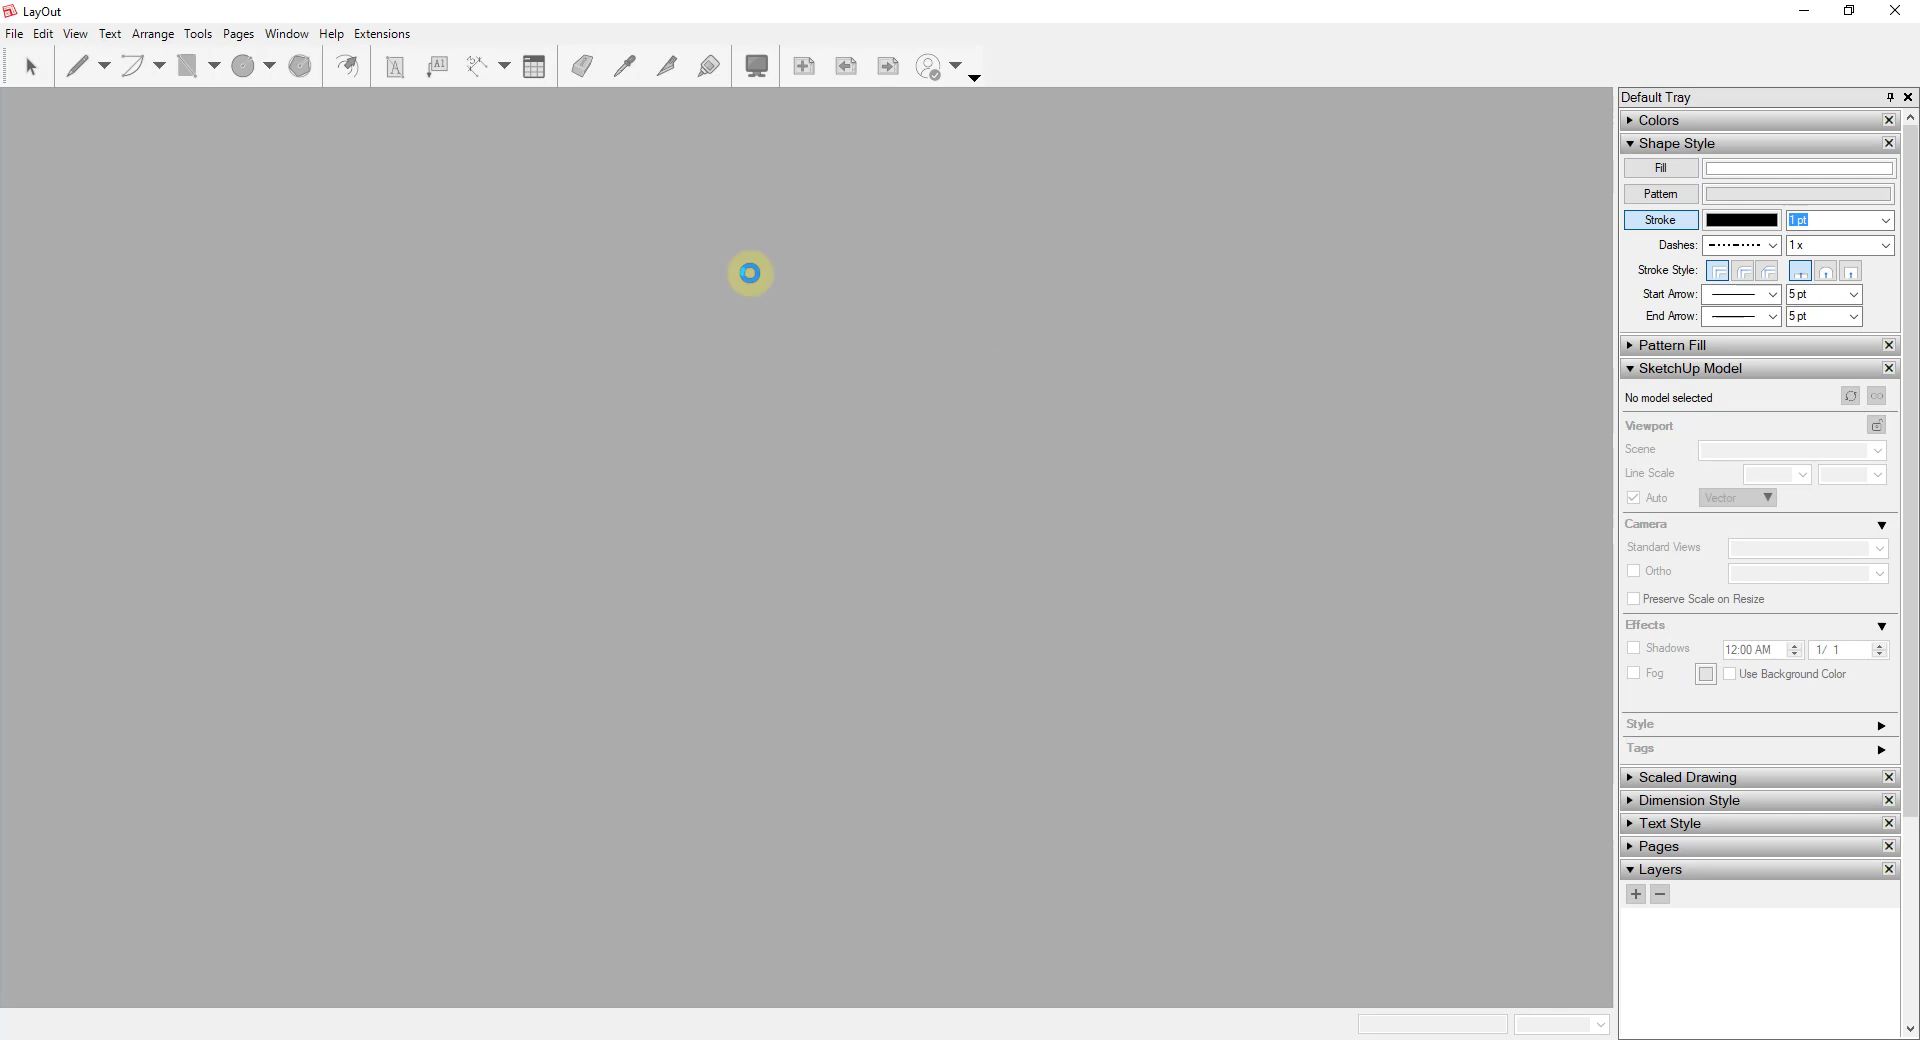 LayOut
File Edit View Text Arrange Tools Pages Window Help Extensions
A A1
Default Tray
Colors
Shape Style
Fill
Pattern
Stroke 1 pt
Dashes: 1 x
Stroke Style:
Start Arrow: 5 pt
End Arrow: 5 pt
Pattern Fill
SketchUp Model
No model selected
Viewport
Scene
Line Scale
Auto Vector
Camera
Standard Views
Ortho
Preserve Scale on Resize
Effects
Shadows 12:00 AM 1/ 1
Fog Use Background Color
Style
Tags
Scaled Drawing
Dimension Style
Text Style
Pages
Layers